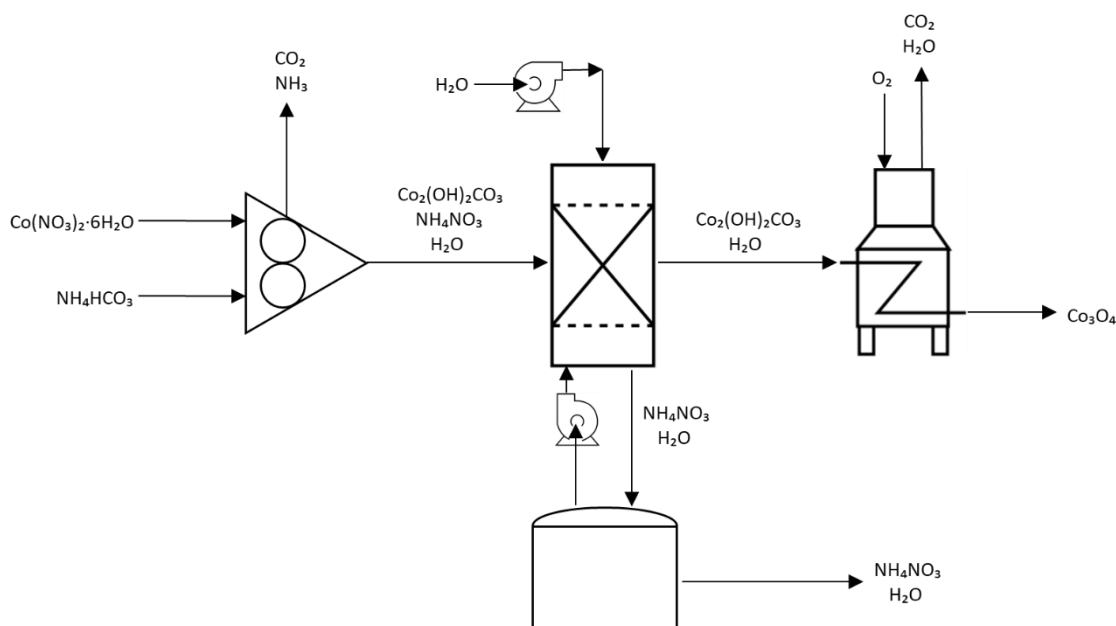 CO₂
NH₃
H₂O
O₂
CO₂
H₂O
Co(NO₃)₂·6H₂O
NH₄HCO₃
Co₂(OH)₂CO₃
NH₄NO₃
H₂O
Co₂(OH)₂CO₃
H₂O
Co₃O₄
NH₄NO₃
H₂O
NH₄NO₃
H₂O